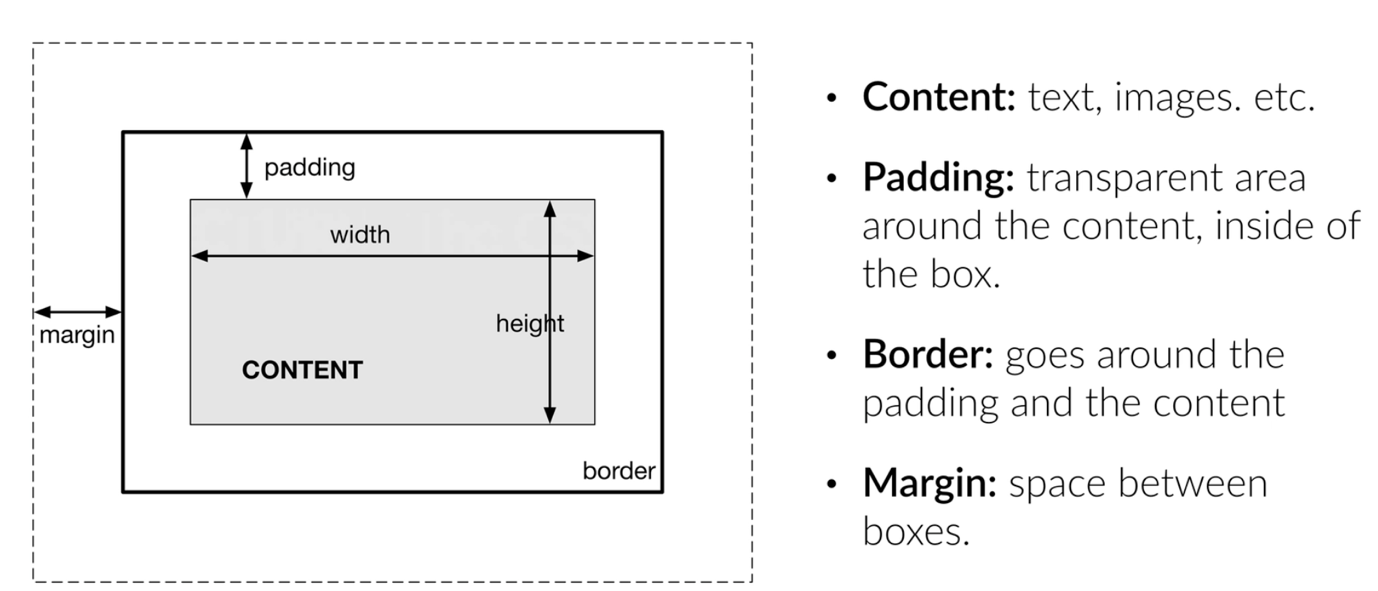 padding
width
margin
height
CONTENT
border
• Content: text, images. etc.
• Padding: transparent area
around the content, inside of
the box.
• Border: goes around the
padding and the content
• Margin: space between
boxes.